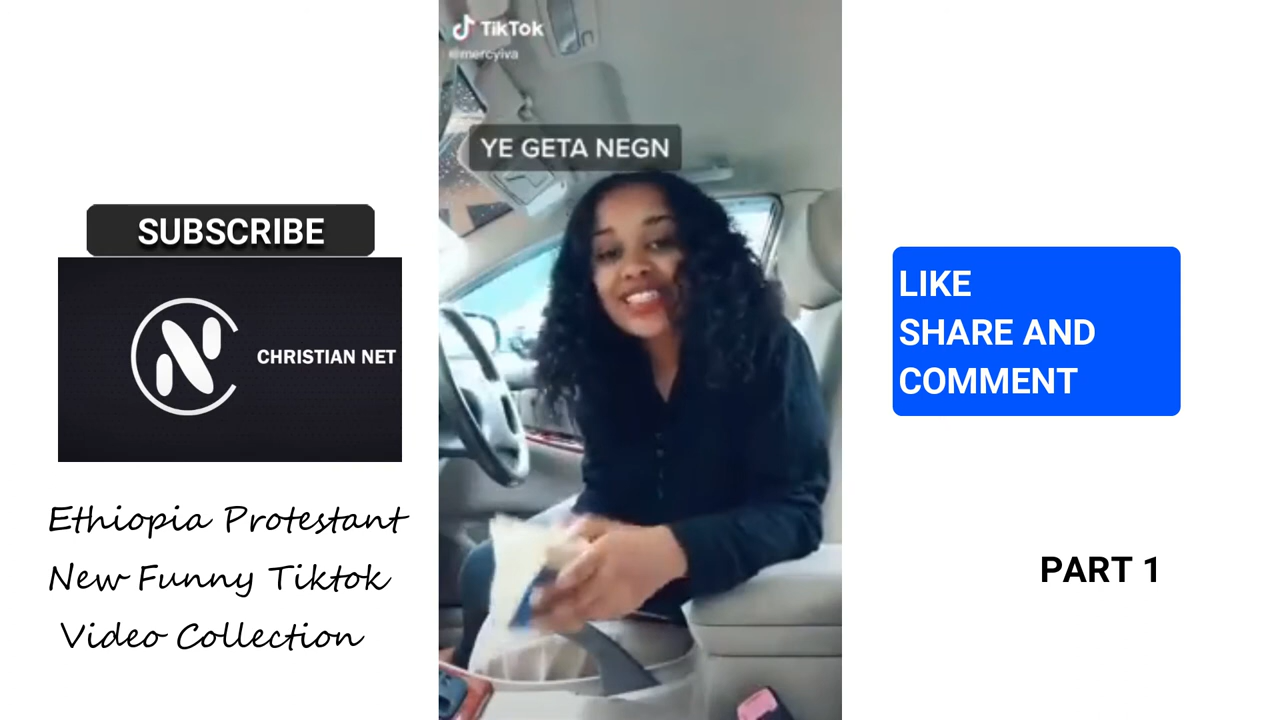 TikTok
@mercyiva
YE GETA NEGN
SUBSCRIBE
CHRISTIAN NET
Ethiopia Protestant
New Funny Tiktok
Video Collection
LIKE
SHARE AND
COMMENT
PART 1